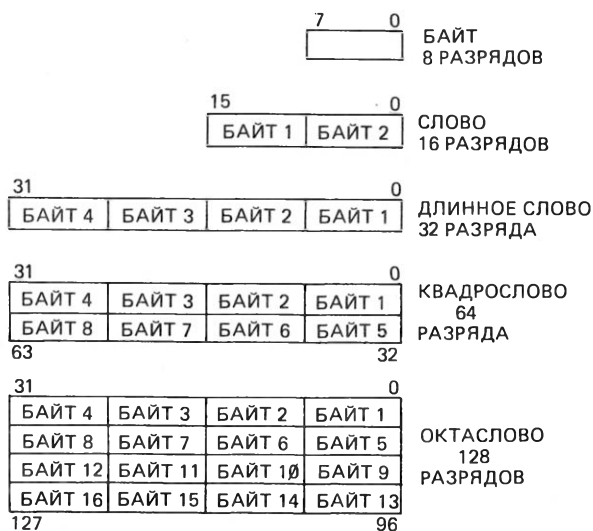 7 0
БАЙТ
8 РАЗРЯДОВ
15 0
БАЙТ 1 БАЙТ 2
СЛОВО
16 РАЗРЯДОВ
31 0
БАЙТ 4 БАЙТ 3 БАЙТ 2 БАЙТ 1
ДЛИННОЕ СЛОВО
32 РАЗРЯДА
31 0
БАЙТ 4 БАЙТ 3 БАЙТ 2 БАЙТ 1
БАЙТ 8 БАЙТ 7 БАЙТ 6 БАЙТ 5
63 32
КВАДРОСЛОВО
64
РАЗРЯДА
31 0
БАЙТ 4 БАЙТ 3 БАЙТ 2 БАЙТ 1
БАЙТ 8 БАЙТ 7 БАЙТ 6 БАЙТ 5
БАЙТ 12 БАЙТ 11 БАЙТ 10 БАЙТ 9
БАЙТ 16 БАЙТ 15 БАЙТ 14 БАЙТ 13
127 96
ОКТАСЛОВО
128
РАЗРЯДОВ